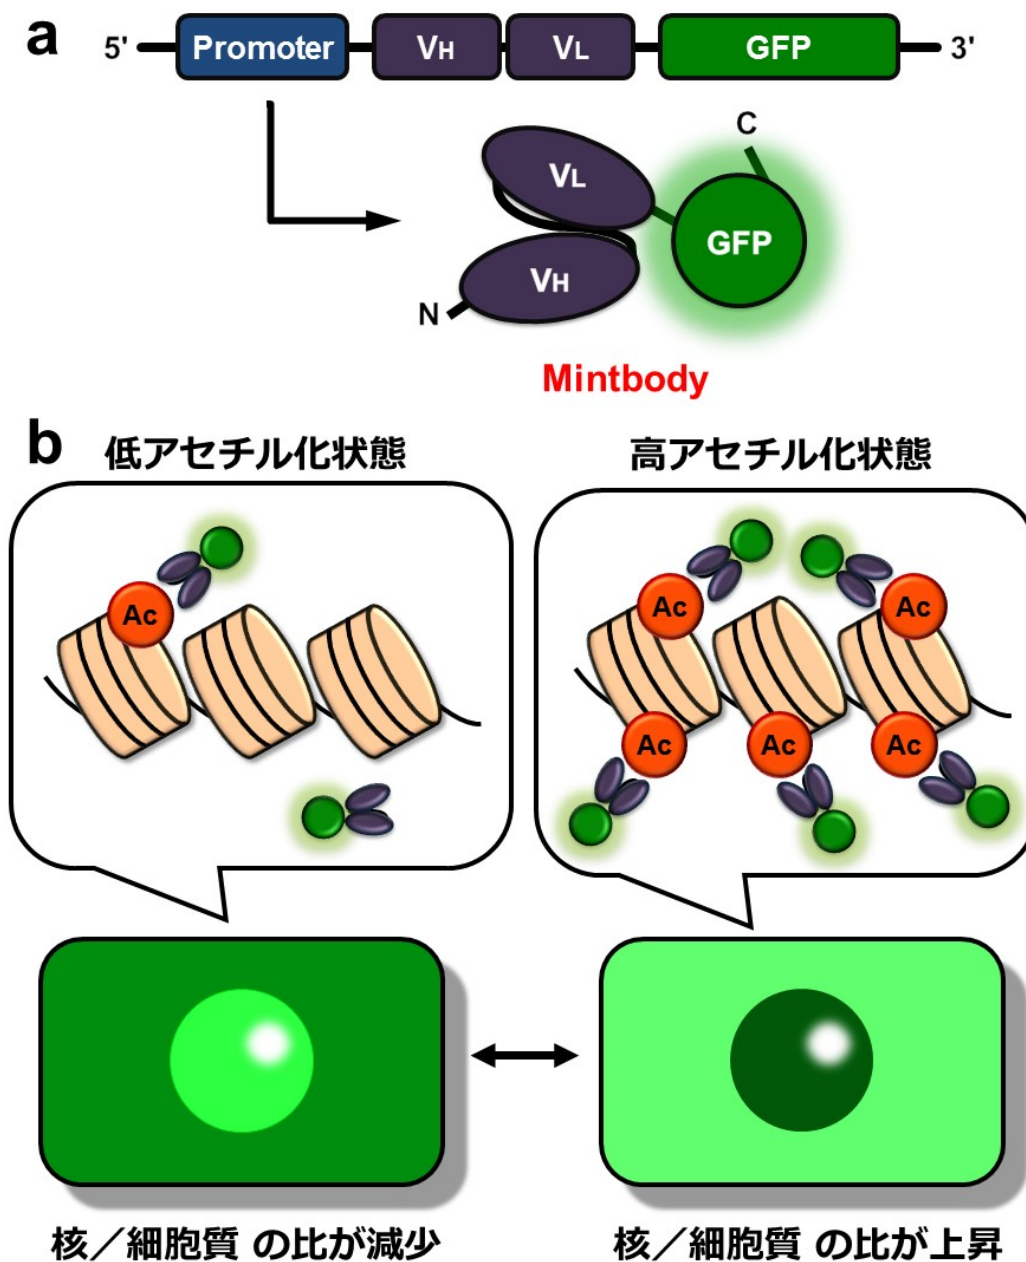 a
5' Promoter VH VL GFP 3'
C
VL
GFP
VH
N
Mintbody
b
低アセチル化状態 高アセチル化状態
Ac
Ac Ac
Ac Ac Ac
核／細胞質 の比が減少 核／細胞質 の比が上昇